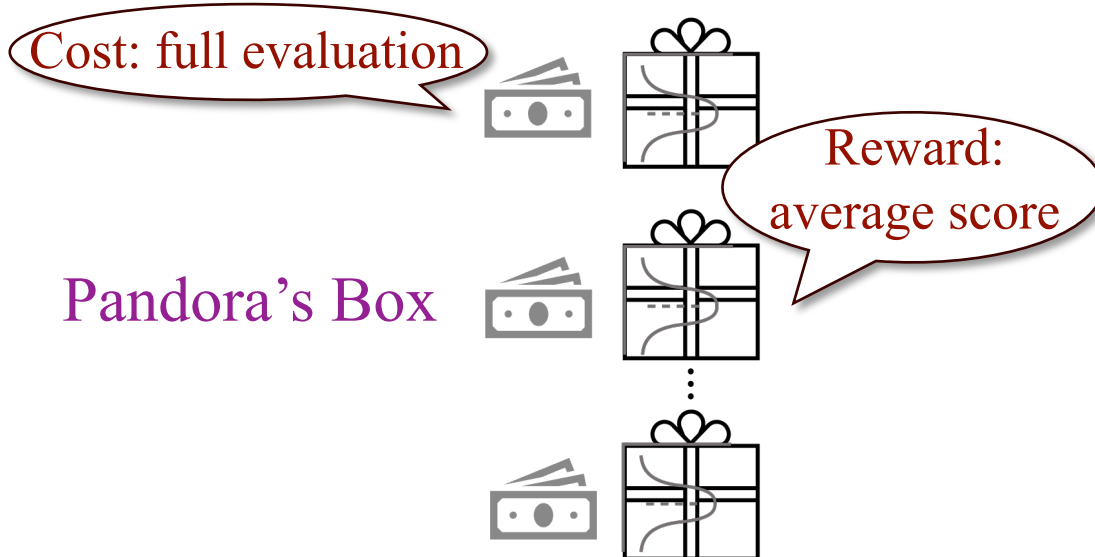 Cost: full evaluation
Reward:
average score
Pandora’s Box